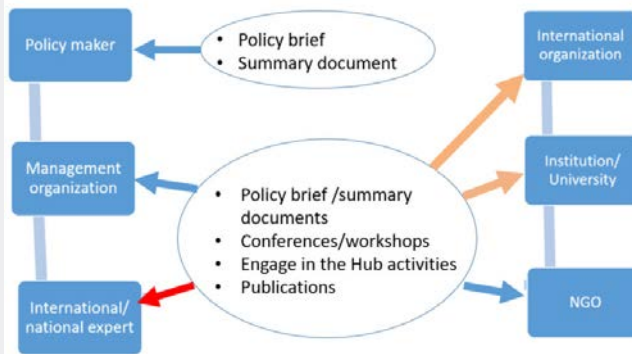 Policy maker
• Policy brief
• Summary document
International
organization
Management
organization
• Policy brief /summary
documents
• Conferences/workshops
• Engage in the Hub activities
• Publications
Institution/
University
International/
national expert
NGO